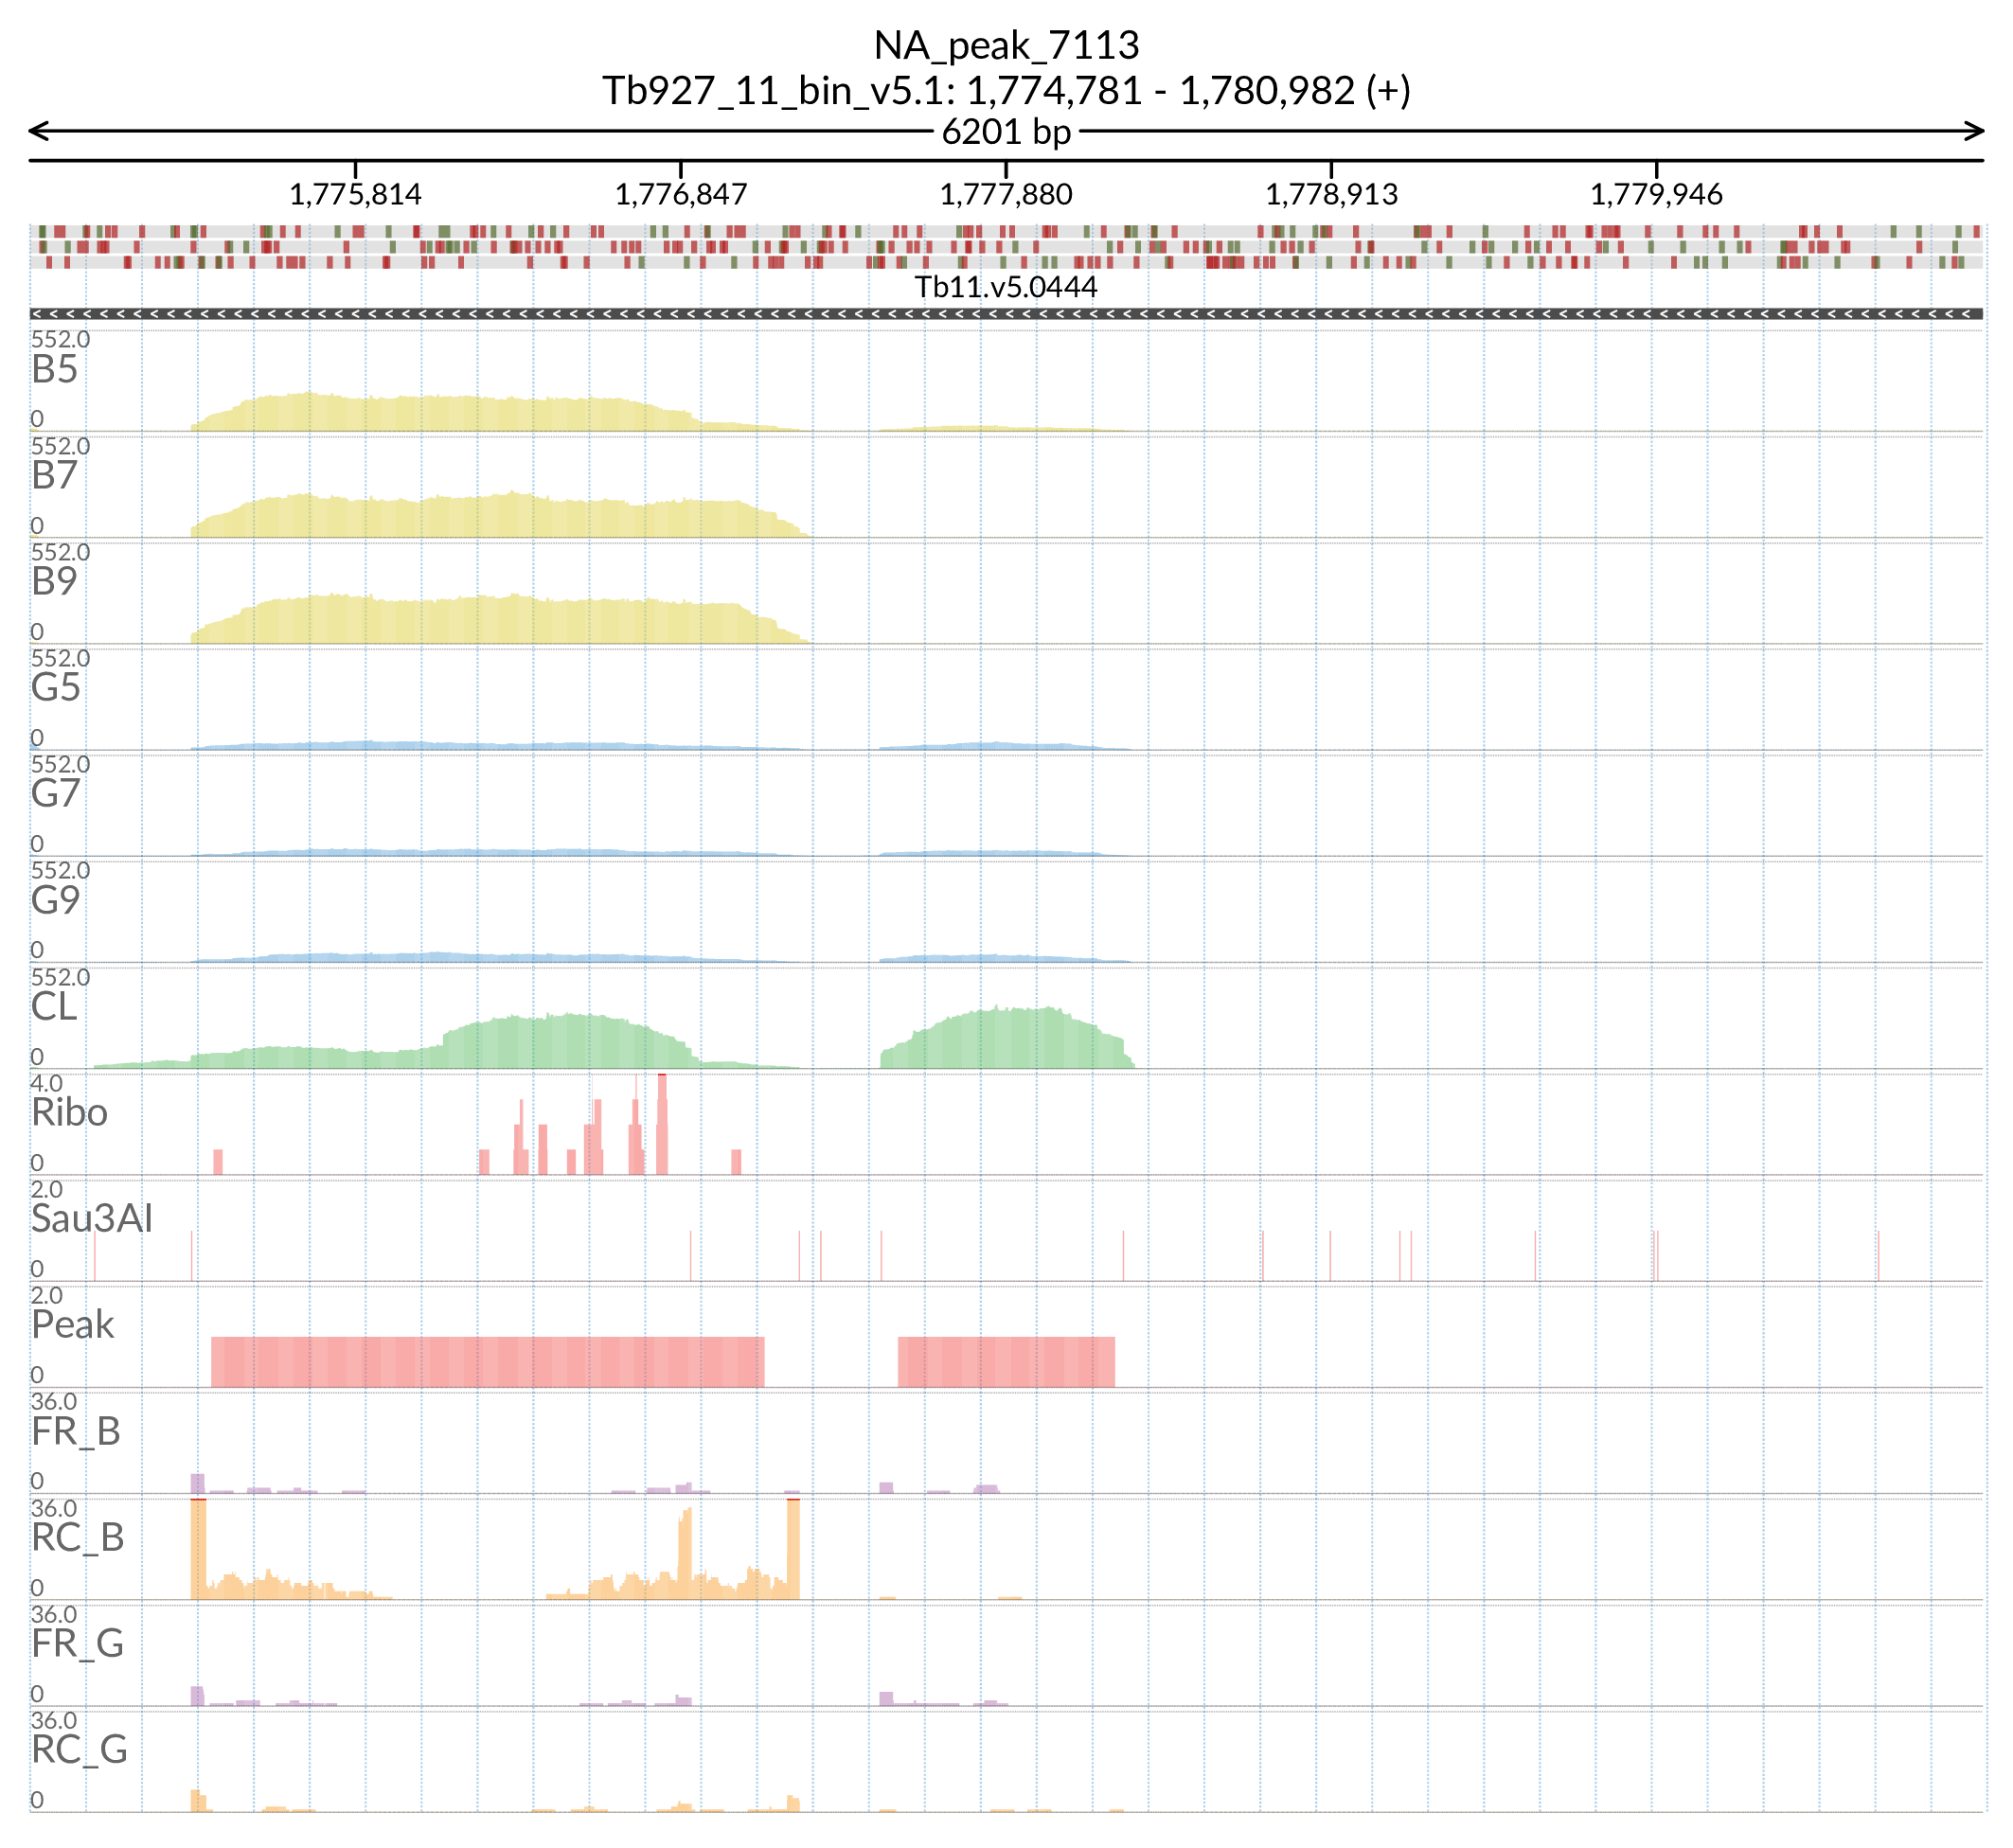 NA_peak_7113
Tb927_11_bin_v5.1: 1,774,781 - 1,780,982 (+)
6201 bp
1,775,814 1,776,847 1,777,880 1,778,913 1,779,946
Tb11.v5.0444
552.0
B5
0
552.0
B7
0
552.0
B9
0
552.0
G5
0
552.0
G7
0
552.0
G9
0
552.0
CL
0
4.0
Ribo
0
2.0
Sau3AI
0
2.0
Peak
0
36.0
FR_B
0
36.0
RC_B
0
36.0
FR_G
0
36.0
RC_G
0